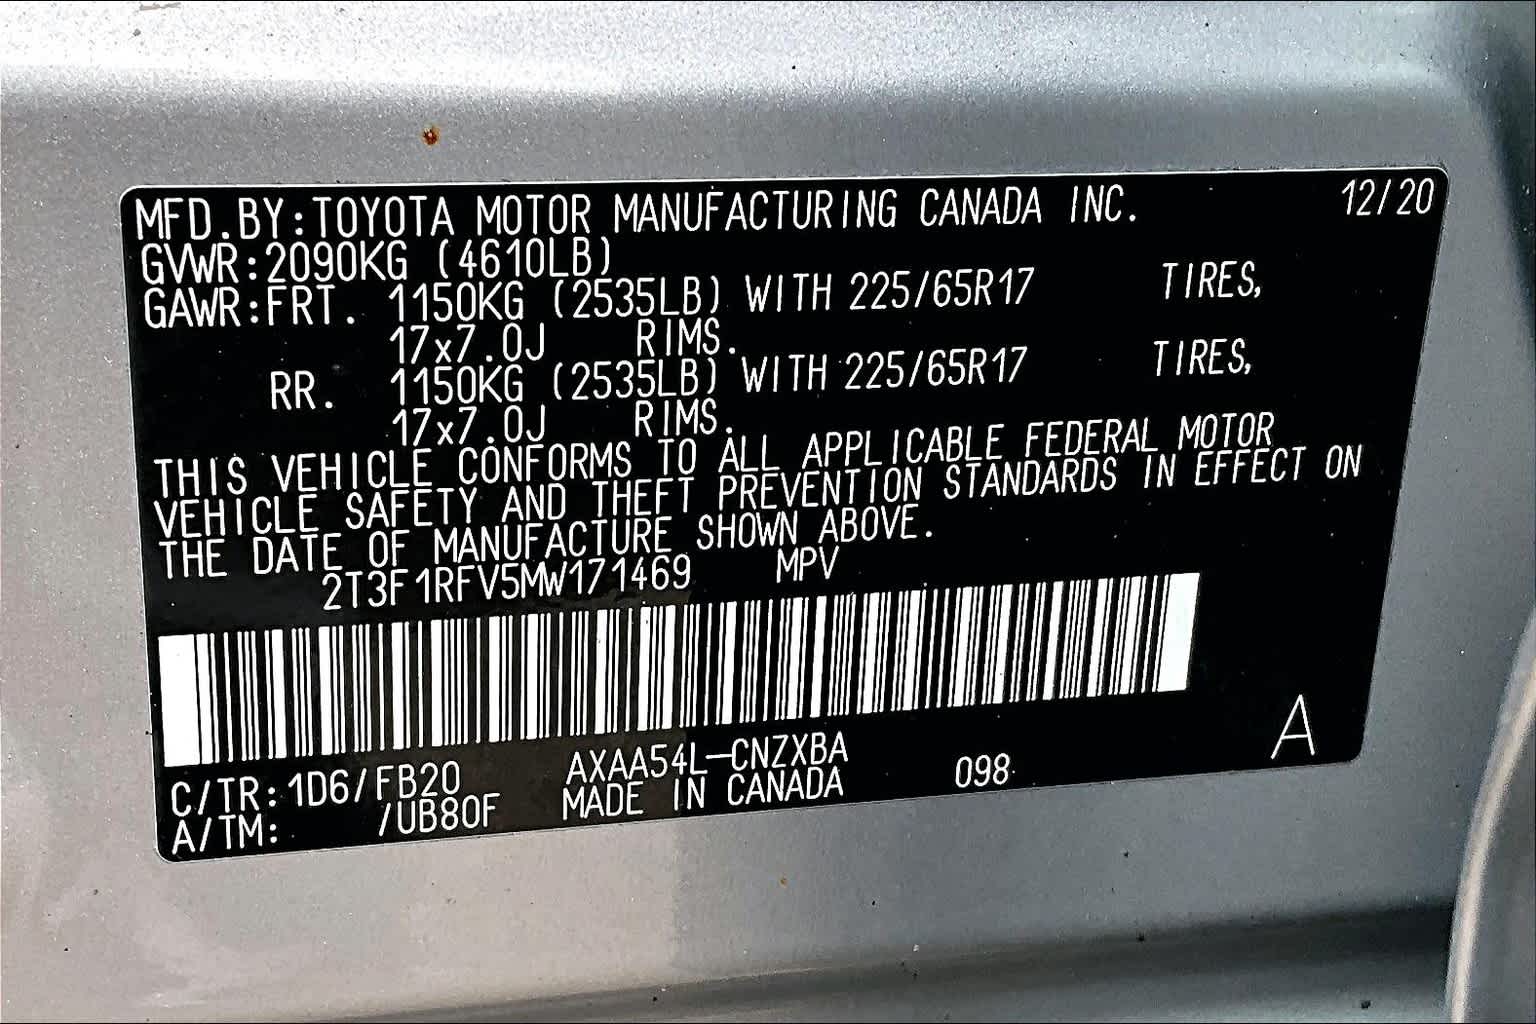 MFD.BY:TOYOTA MOTOR MANUFACTURING CANADA INC. 12/20
GVWR:2090KG (4610LB)
GAWR:FRT. 1150KG (2535LB) WITH 225/65R17 TIRES,
17x7.0J RIMS.
RR. 1150KG (2535LB) WITH 225/65R17 TIRES,
17x7.0J RIMS.
THIS VEHICLE CONFORMS TO ALL APPLICABLE FEDERAL MOTOR
VEHICLE SAFETY AND THEFT PREVENTION STANDARDS IN EFFECT ON
THE DATE OF MANUFACTURE SHOWN ABOVE.
2T3F1RFV5MW171469 MPV
A
C/TR:1D6/FB20 AXAA54L-CNZXBA 098
A/TM: /UB80F MADE IN CANADA